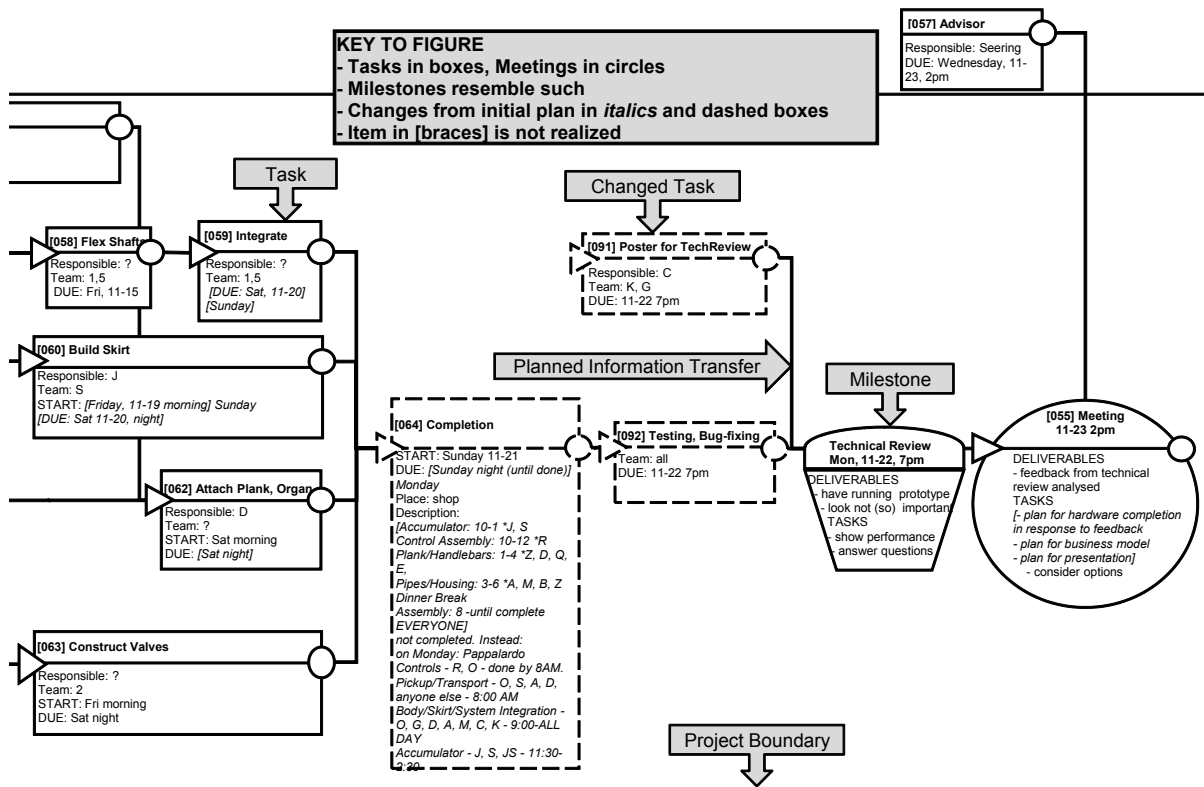 [057] Advisor
Responsible: Seering
DUE: Wednesday, 11-
23, 2pm
KEY TO FIGURE
- Tasks in boxes, Meetings in circles
- Milestones resemble such
- Changes from initial plan in italics and dashed boxes
- Item in [braces] is not realized
Task
Changed Task
[058] Flex Shafts
Responsible: ?
Team: 1,5
DUE: Fri, 11-15
[059] Integrate
Responsible: ?
Team: 1,5
[DUE: Sat, 11-20]
[Sunday]
[091] Poster for TechReview
Responsible: C
Team: K, G
DUE: 11-22 7pm
[060] Build Skirt
Responsible: J
Team: S
START: [Friday, 11-19 morning] Sunday
[DUE: Sat 11-20, night]
Planned Information Transfer
Milestone
[064] Completion
START: Sunday 11-21
DUE: [Sunday night (until done)]
Monday
Place: shop
Description:
[Accumulator: 10-1 *J, S
Control Assembly: 10-12 *R
Plank/Handlebars: 1-4 *Z, D, Q,
E,
Pipes/Housing: 3-6 *A, M, B, Z
Dinner Break
Assembly: 8 -until complete
EVERYONE]
not completed. Instead:
on Monday: Pappalardo
Controls - R, O - done by 8AM.
Pickup/Transport - O, S, A, D,
anyone else - 8:00 AM
Body/Skirt/System Integration -
O, G, D, A, M, C, K - 9:00-ALL
DAY
Accumulator - J, S, JS - 11:30-
2:30
[092] Testing, Bug-fixing
Team: all
DUE: 11-22 7pm
Technical Review
Mon, 11-22, 7pm
DELIVERABLES
- have running prototype
- look not (so) important
TASKS
- show performance
- answer questions
[055] Meeting
11-23 2pm
DELIVERABLES
- feedback from technical
review analysed
TASKS
[- plan for hardware completion
in response to feedback
- plan for business model
- plan for presentation]
- consider options
[062] Attach Plank, Organ
Responsible: D
Team: ?
START: Sat morning
DUE: [Sat night]
[063] Construct Valves
Responsible: ?
Team: 2
START: Fri morning
DUE: Sat night
Project Boundary